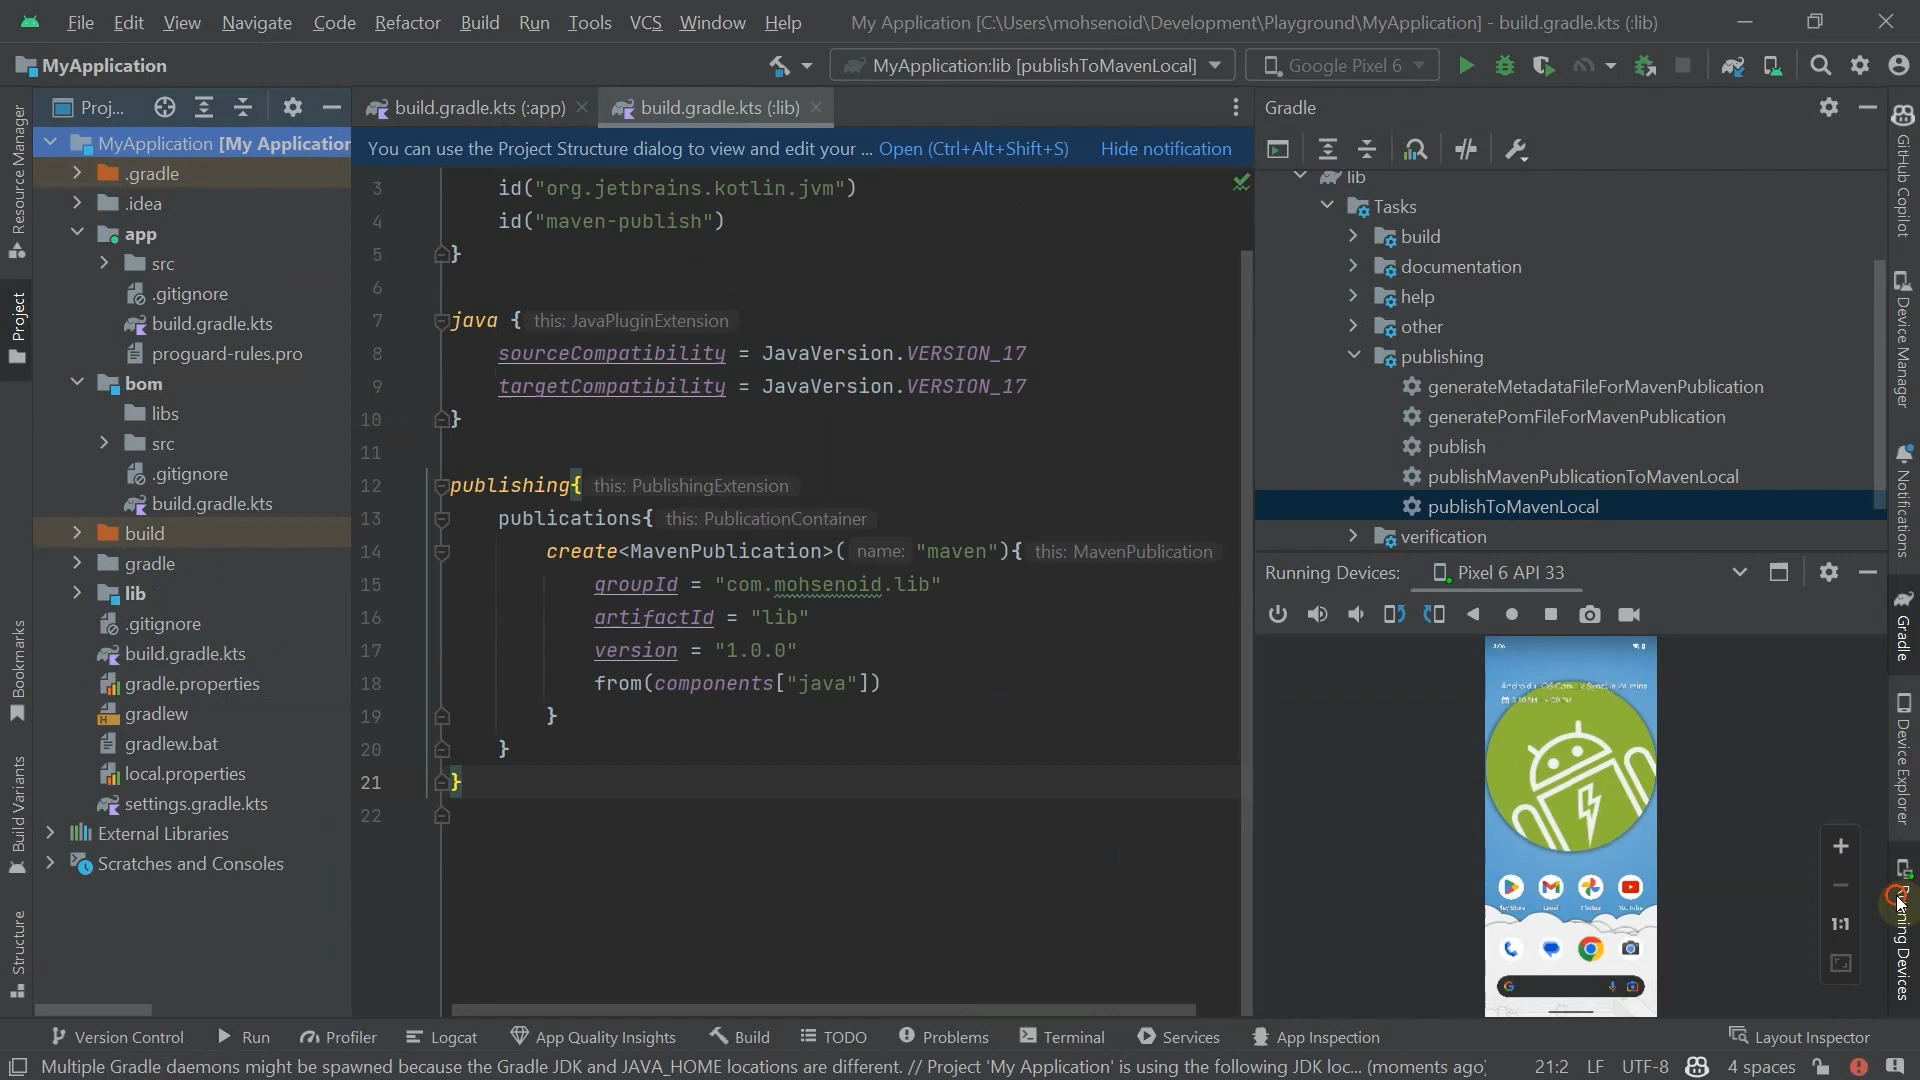 File Edit View Navigate Code Refactor Build Run Tools VCS Window Help My Application [C:\Users\mohsenoid\Development\Playground\MyApplication] - build.gradle.kts (:lib)
MyApplication
MyApplication:lib [publishToMavenLocal]
Google Pixel 6
Resource Manager
Project
Bookmarks
Build Variants
Structure
Proj...
MyApplication [My Application
.gradle
.idea
app
src
.gitignore
build.gradle.kts
proguard-rules.pro
bom
libs
src
.gitignore
build.gradle.kts
build
gradle
lib
.gitignore
build.gradle.kts
gradle.properties
gradlew
gradlew.bat
local.properties
settings.gradle.kts
External Libraries
Scratches and Consoles
build.gradle.kts (:app)
build.gradle.kts (:lib)
You can use the Project Structure dialog to view and edit your ... Open (Ctrl+Alt+Shift+S) Hide notification
3 id("org.jetbrains.kotlin.jvm")
4 id("maven-publish")
5 }
6
7 java { this: JavaPluginExtension
8 sourceCompatibility = JavaVersion.VERSION_17
9 targetCompatibility = JavaVersion.VERSION_17
10 }
11
12 publishing{ this: PublishingExtension
13 publications{ this: PublicationContainer
14 create<MavenPublication>( name: "maven"){ this: MavenPublication
15 groupId = "com.mohsenoid.lib"
16 artifactId = "lib"
17 version = "1.0.0"
18 from(components["java"])
19 }
20 }
21 }
22
Gradle
lib
Tasks
build
documentation
help
other
publishing
generateMetadataFileForMavenPublication
generatePomFileForMavenPublication
publish
publishMavenPublicationToMavenLocal
publishToMavenLocal
verification
Running Devices: Pixel 6 API 33
Play Store Gmail Photos YouTube
1:1
GitHub Copilot
Device Manager
Notifications
Gradle
Device Explorer
Running Devices
Version Control Run Profiler Logcat App Quality Insights Build TODO Problems Terminal Services App Inspection Layout Inspector
Multiple Gradle daemons might be spawned because the Gradle JDK and JAVA_HOME locations are different. // Project 'My Application' is using the following JDK loc... (moments ago) 21:2 LF UTF-8 4 spaces